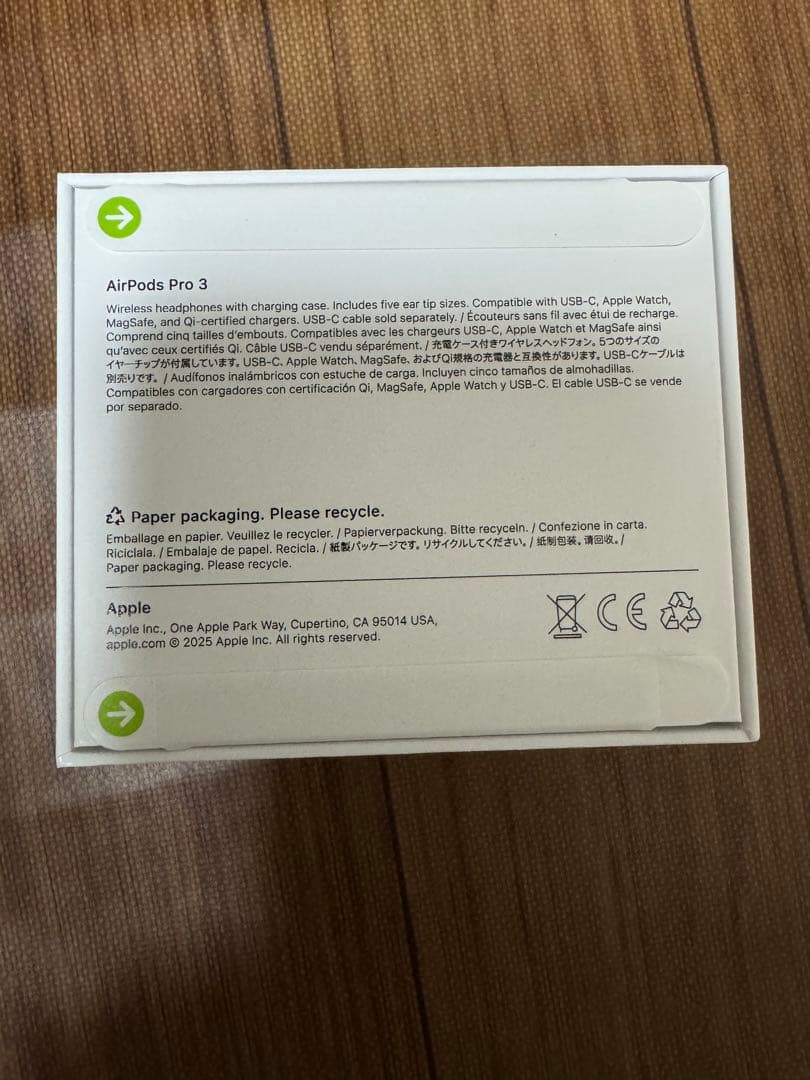 AirPods Pro 3
Wireless headphones with charging case. Includes five ear tip sizes. Compatible with USB-C, Apple Watch,
MagSafe, and Qi-certified chargers. USB-C cable sold separately. / Écouteurs sans fil avec étui de recharge.
Comprend cinq tailles d'embouts. Compatibles avec les chargeurs USB-C, Apple Watch et MagSafe ainsi
qu'avec ceux certifiés Qi. Câble USB-C vendu séparément. / 充電ケース付きワイヤレスヘッドフォン。5つのサイズの
イヤーチップが付属しています。USB-C、Apple Watch、MagSafe、およびQi規格の充電器と互換性があります。USB-Cケーブルは
別売りです。 / Audífonos inalámbricos con estuche de carga. Incluyen cinco tamaños de almohadillas.
Compatibles con cargadores con certificación Qi, MagSafe, Apple Watch y USB-C. El cable USB-C se vende
por separado.
Paper packaging. Please recycle.
Emballage en papier. Veuillez le recycler. / Papierverpackung. Bitte recyceln. / Confezione in carta.
Riciclala. / Embalaje de papel. Recicla. / 紙製パッケージです。リサイクルしてください。 / 纸制包装。请回收。 /
Paper packaging. Please recycle.
Apple
Apple Inc., One Apple Park Way, Cupertino, CA 95014 USA,
apple.com © 2025 Apple Inc. All rights reserved.
CE